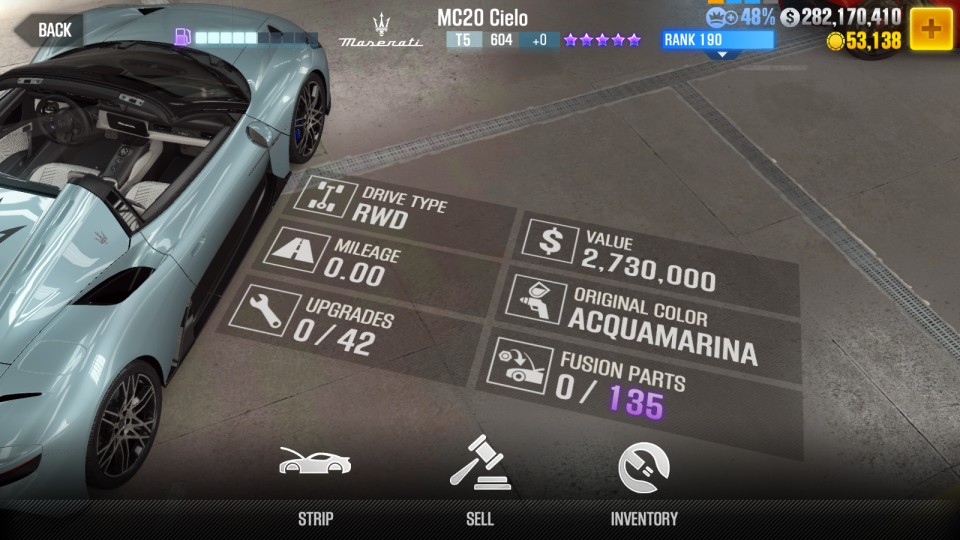 BACK
Maserati
MC20 Cielo
T5 604 +0
RANK 190
48%
$ 282,170,410
53,138
DRIVE TYPE
RWD
MILEAGE
0.00
UPGRADES
0 / 42
VALUE
2,730,000
ORIGINAL COLOR
ACQUAMARINA
FUSION PARTS
0 / 135
STRIP
SELL
INVENTORY